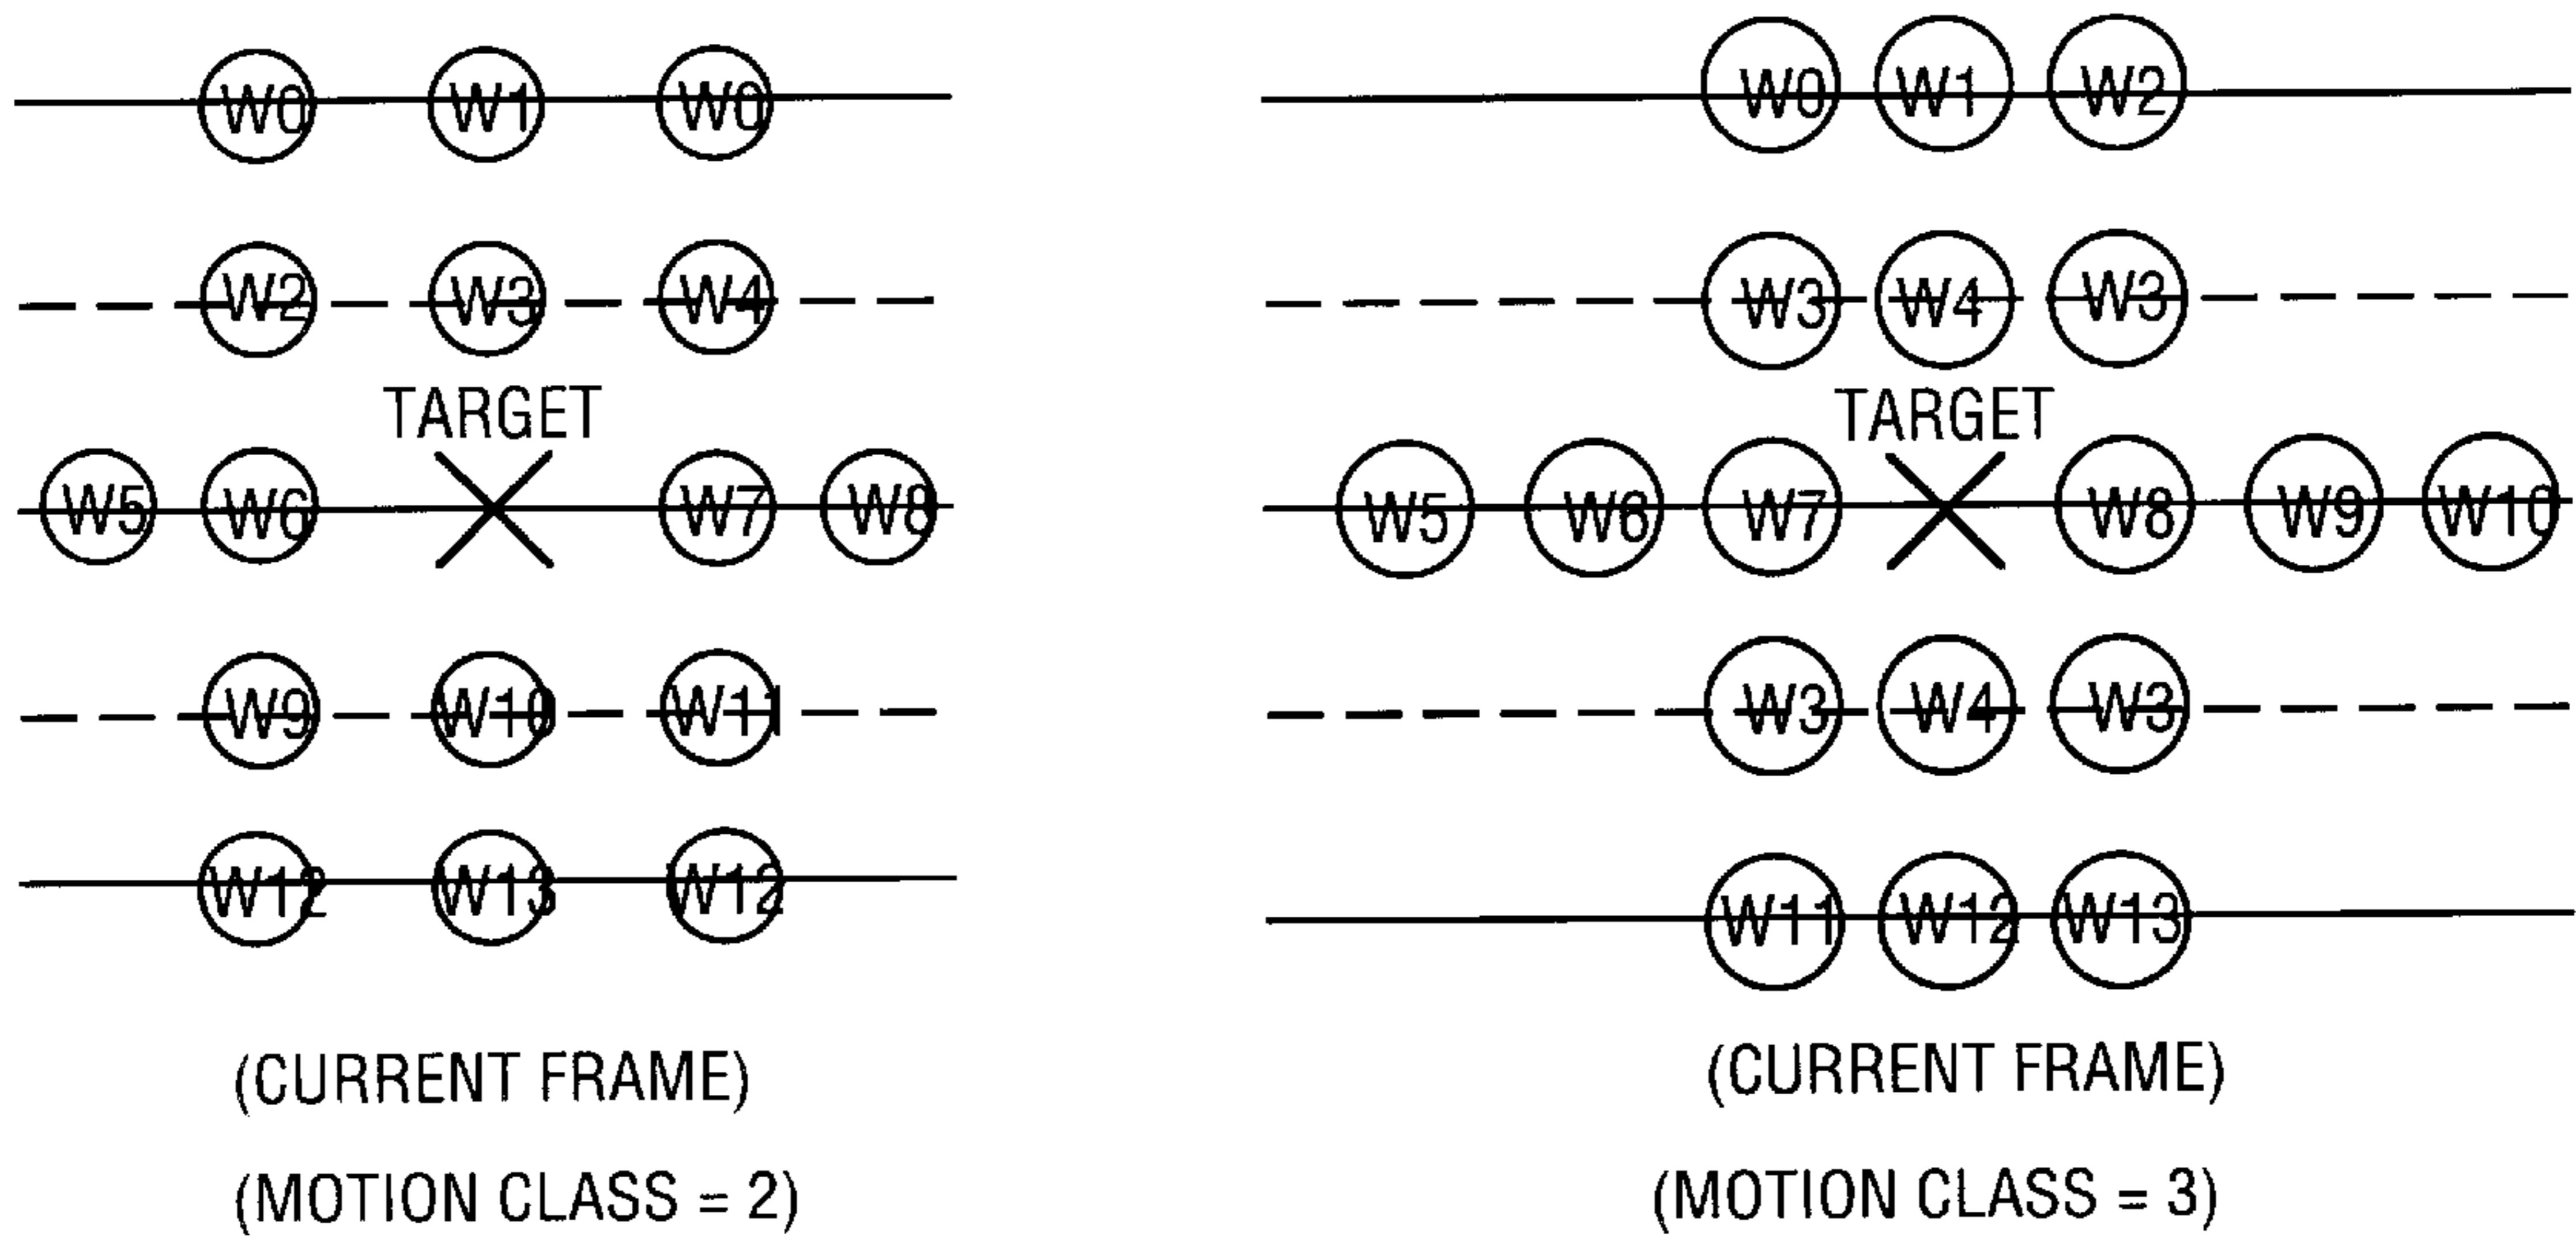 W0 W1 W0
W2 W3 W4
TARGET
W5 W6 W7 W8
W9 W10 W11
W12 W13 W12
(CURRENT FRAME)
(MOTION CLASS = 2)
W0 W1 W2
W3 W4 W3
TARGET
W5 W6 W7 W8 W9 W10
W3 W4 W3
W11 W12 W13
(CURRENT FRAME)
(MOTION CLASS = 3)